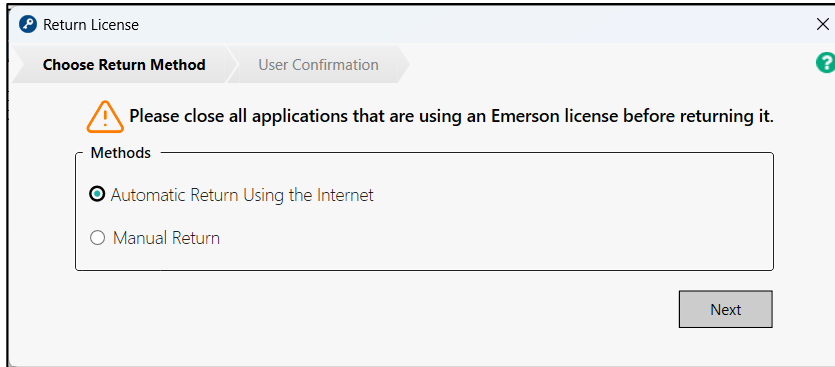 Return License
Choose Return Method
User Confirmation
?
Please close all applications that are using an Emerson license before returning it.
Methods
Automatic Return Using the Internet
Manual Return
Next